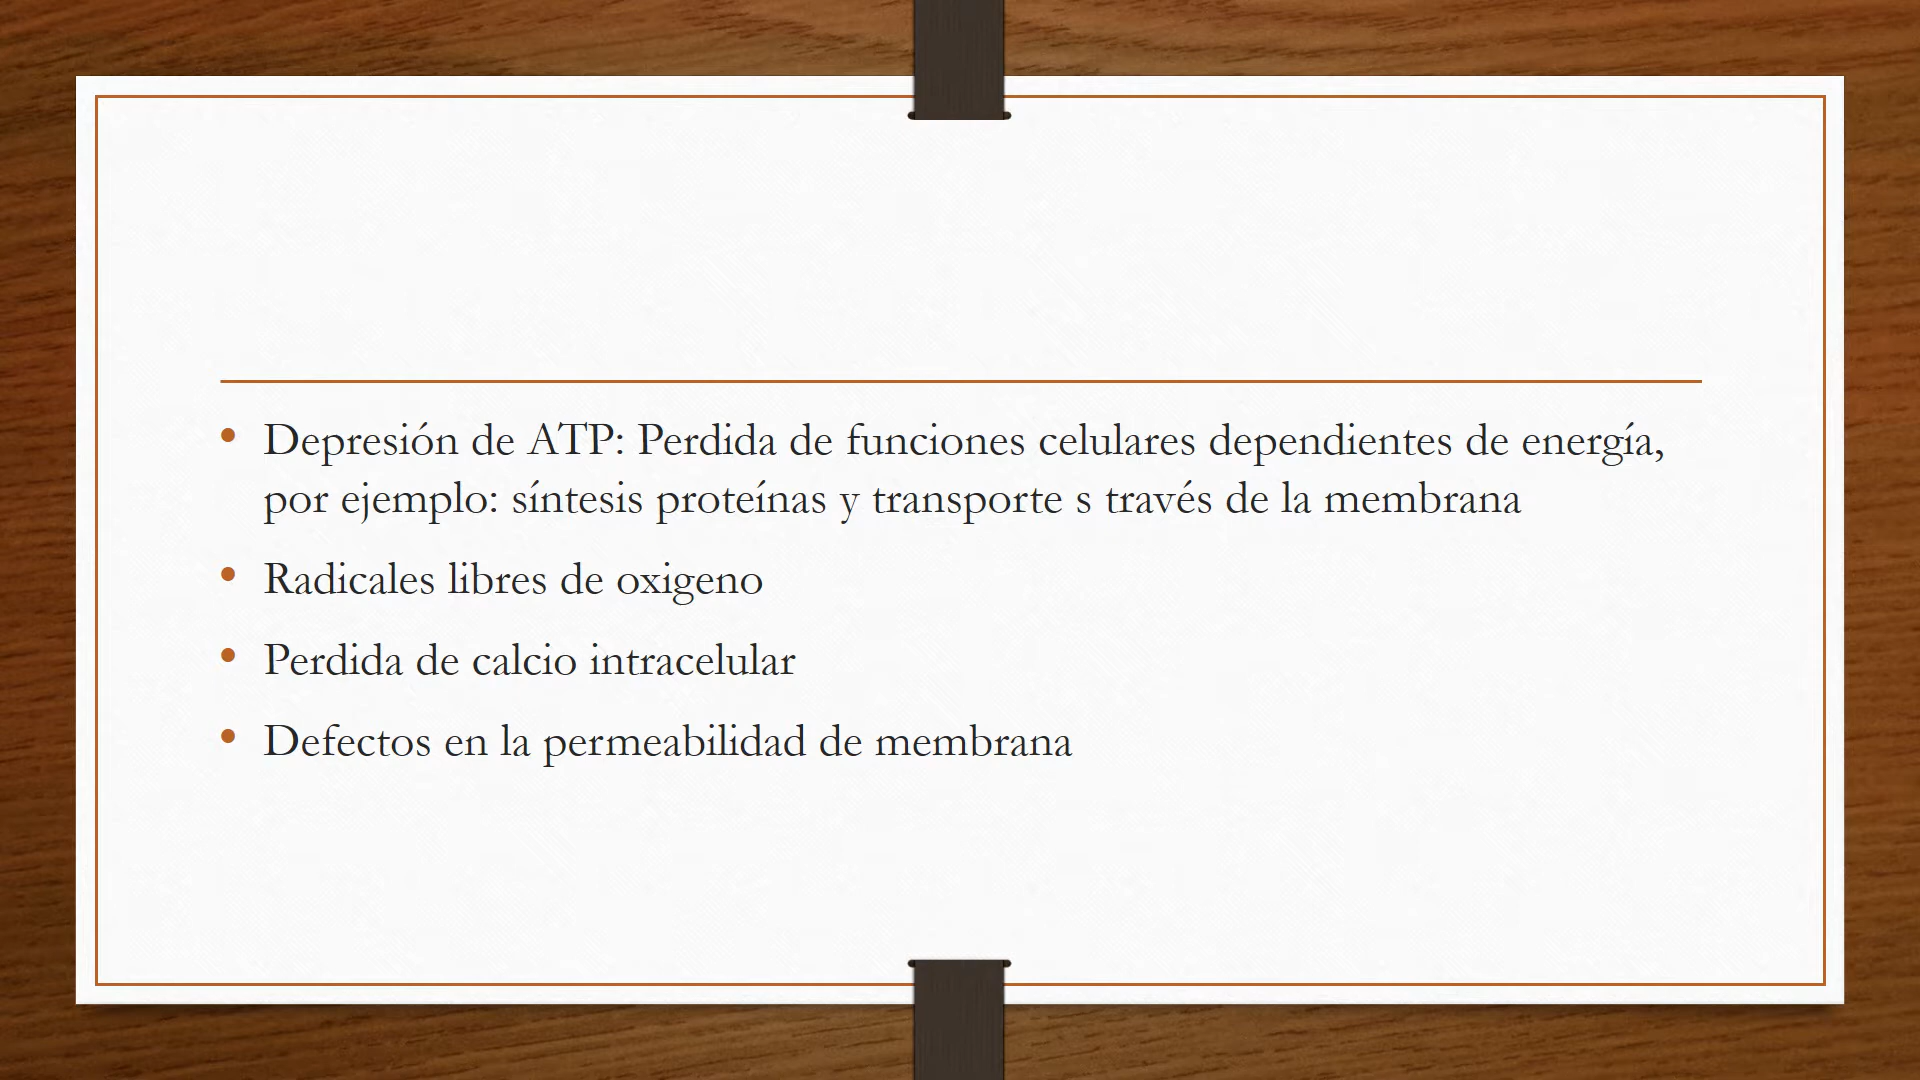 • Depresión de ATP: Perdida de funciones celulares dependientes de energía,
por ejemplo: síntesis proteínas y transporte s través de la membrana
• Radicales libres de oxigeno
• Perdida de calcio intracelular
• Defectos en la permeabilidad de membrana